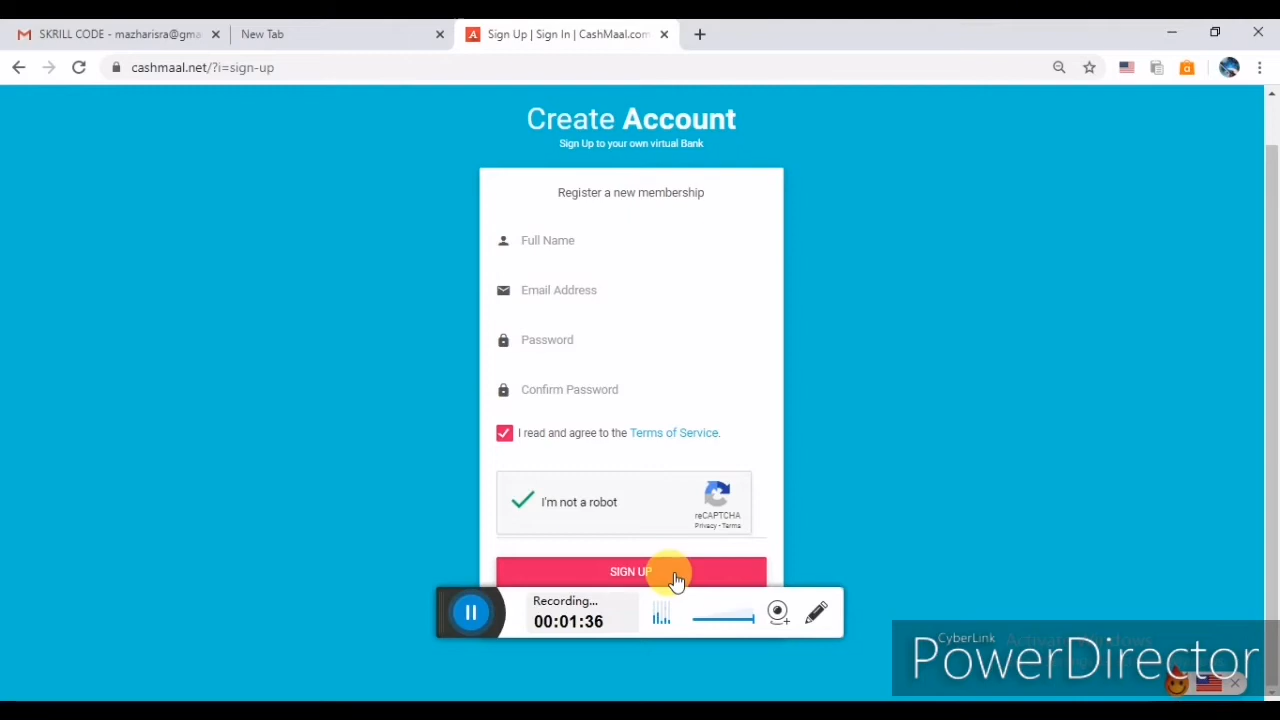 SKRILL CODE - mazharisra@gma
New Tab
Sign Up | Sign In | CashMaal.com
cashmaal.net/?i=sign-up
Create Account
Sign Up to your own virtual Bank
Register a new membership
Full Name
Email Address
Password
Confirm Password
I read and agree to the Terms of Service.
I'm not a robot
reCAPTCHA
Privacy - Terms
SIGN UP
Recording...
00:01:36
Activate Windows
CyberLink
PowerDirector